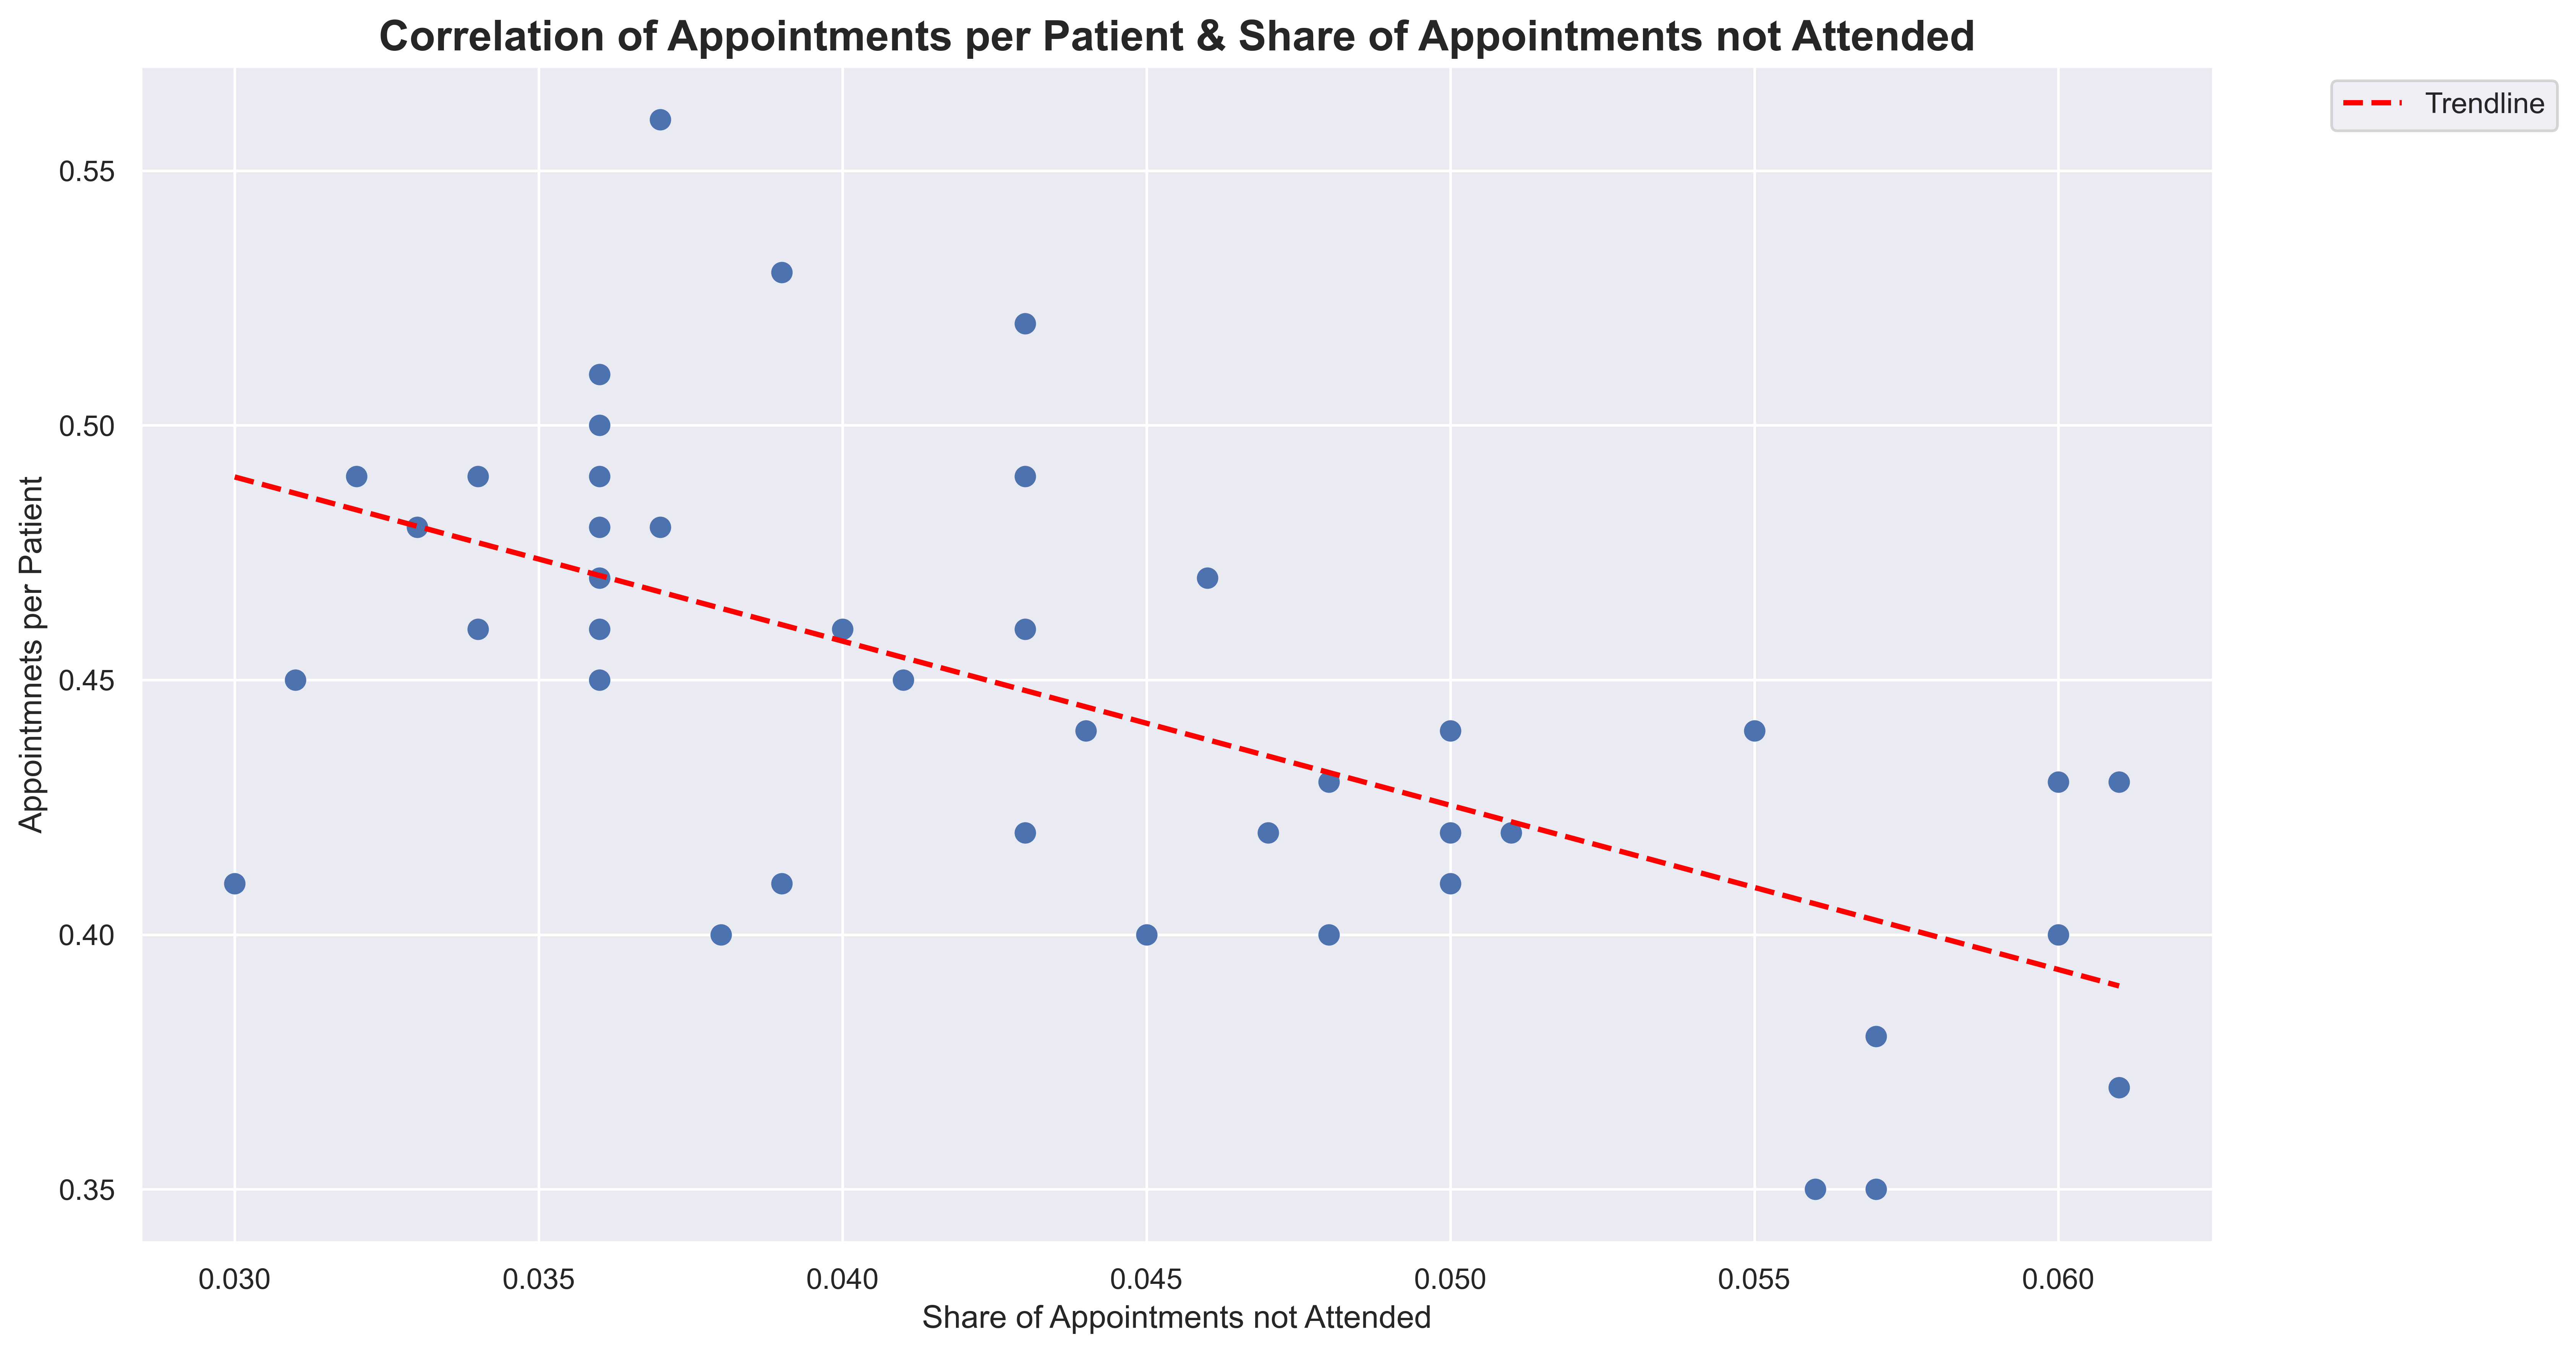 Correlation of Appointments per Patient & Share of Appointments not Attended
Trendline
Appointmnets per Patient
0.55
0.50
0.45
0.40
0.35
0.030 0.035 0.040 0.045 0.050 0.055 0.060
Share of Appointments not Attended